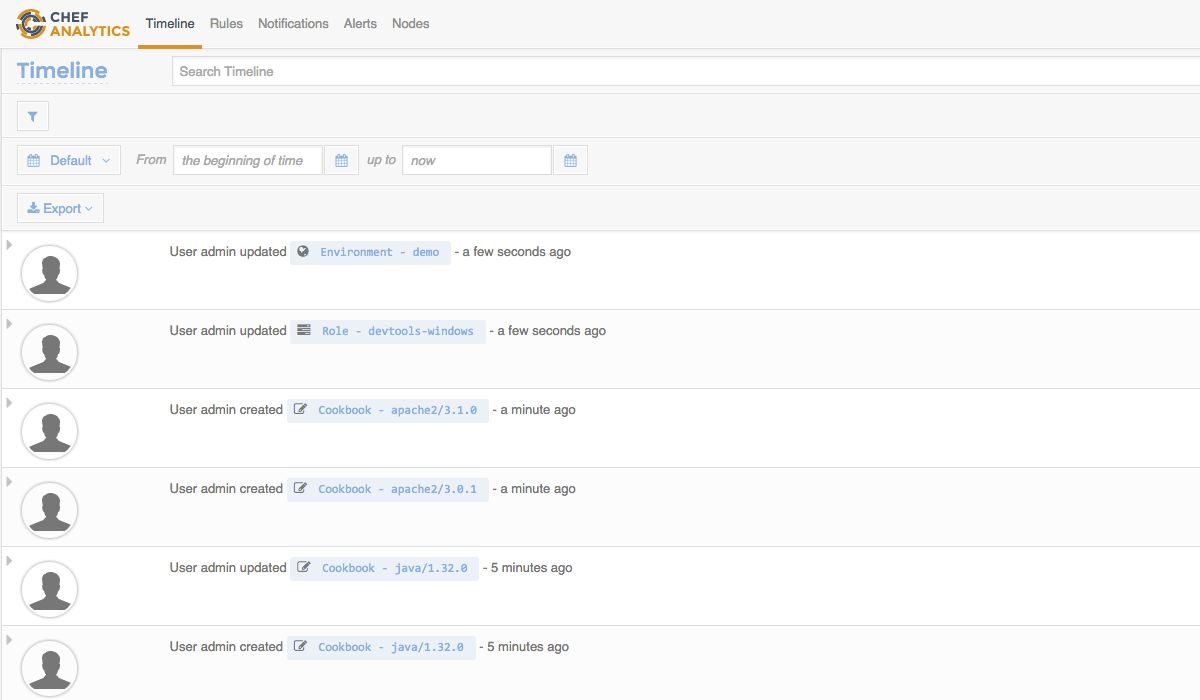 CHEF
ANALYTICS
Timeline Rules Notifications Alerts Nodes
Timeline Search Timeline
Default From the beginning of time up to now
Export
User admin updated Environment - demo - a few seconds ago
User admin updated Role - devtools-windows - a few seconds ago
User admin created Cookbook - apache2/3.1.0 - a minute ago
User admin created Cookbook - apache2/3.0.1 - a minute ago
User admin updated Cookbook - java/1.32.0 - 5 minutes ago
User admin created Cookbook - java/1.32.0 - 5 minutes ago